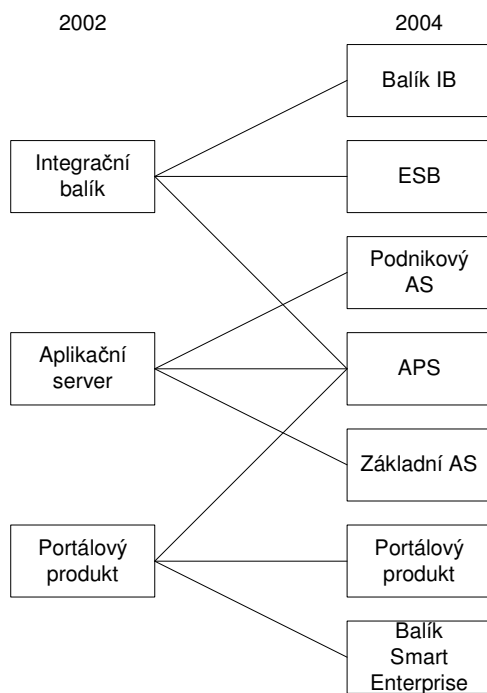 2002
2004
Balík IB
Integrační
balík
ESB
Podnikový
AS
Aplikační
server
APS
Základní AS
Portálový
produkt
Portálový
produkt
Balík
Smart
Enterprise